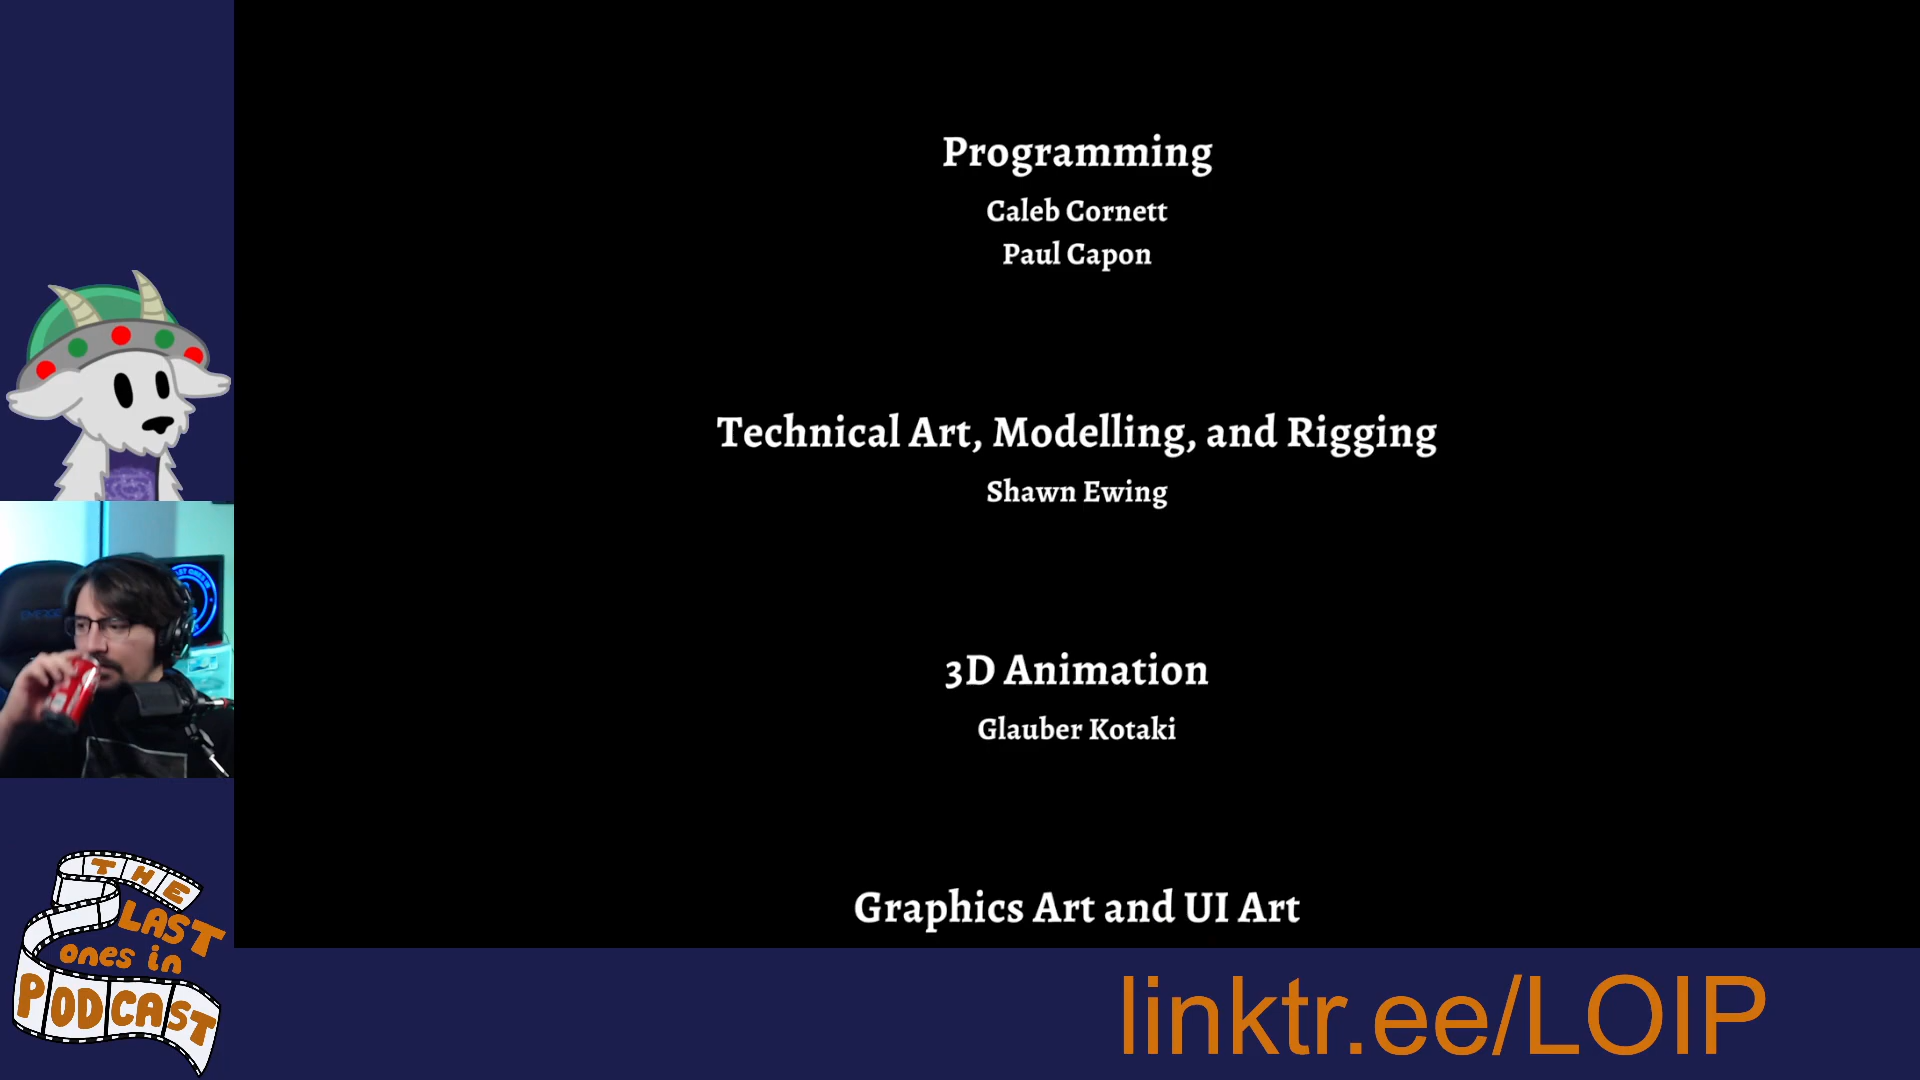 Programming
Caleb Cornett
Paul Capon
Technical Art, Modelling, and Rigging
Shawn Ewing
3D Animation
Glauber Kotaki
Graphics Art and UI Art
THE
LAST
ones in
PODCAST
linktr.ee/LOIP